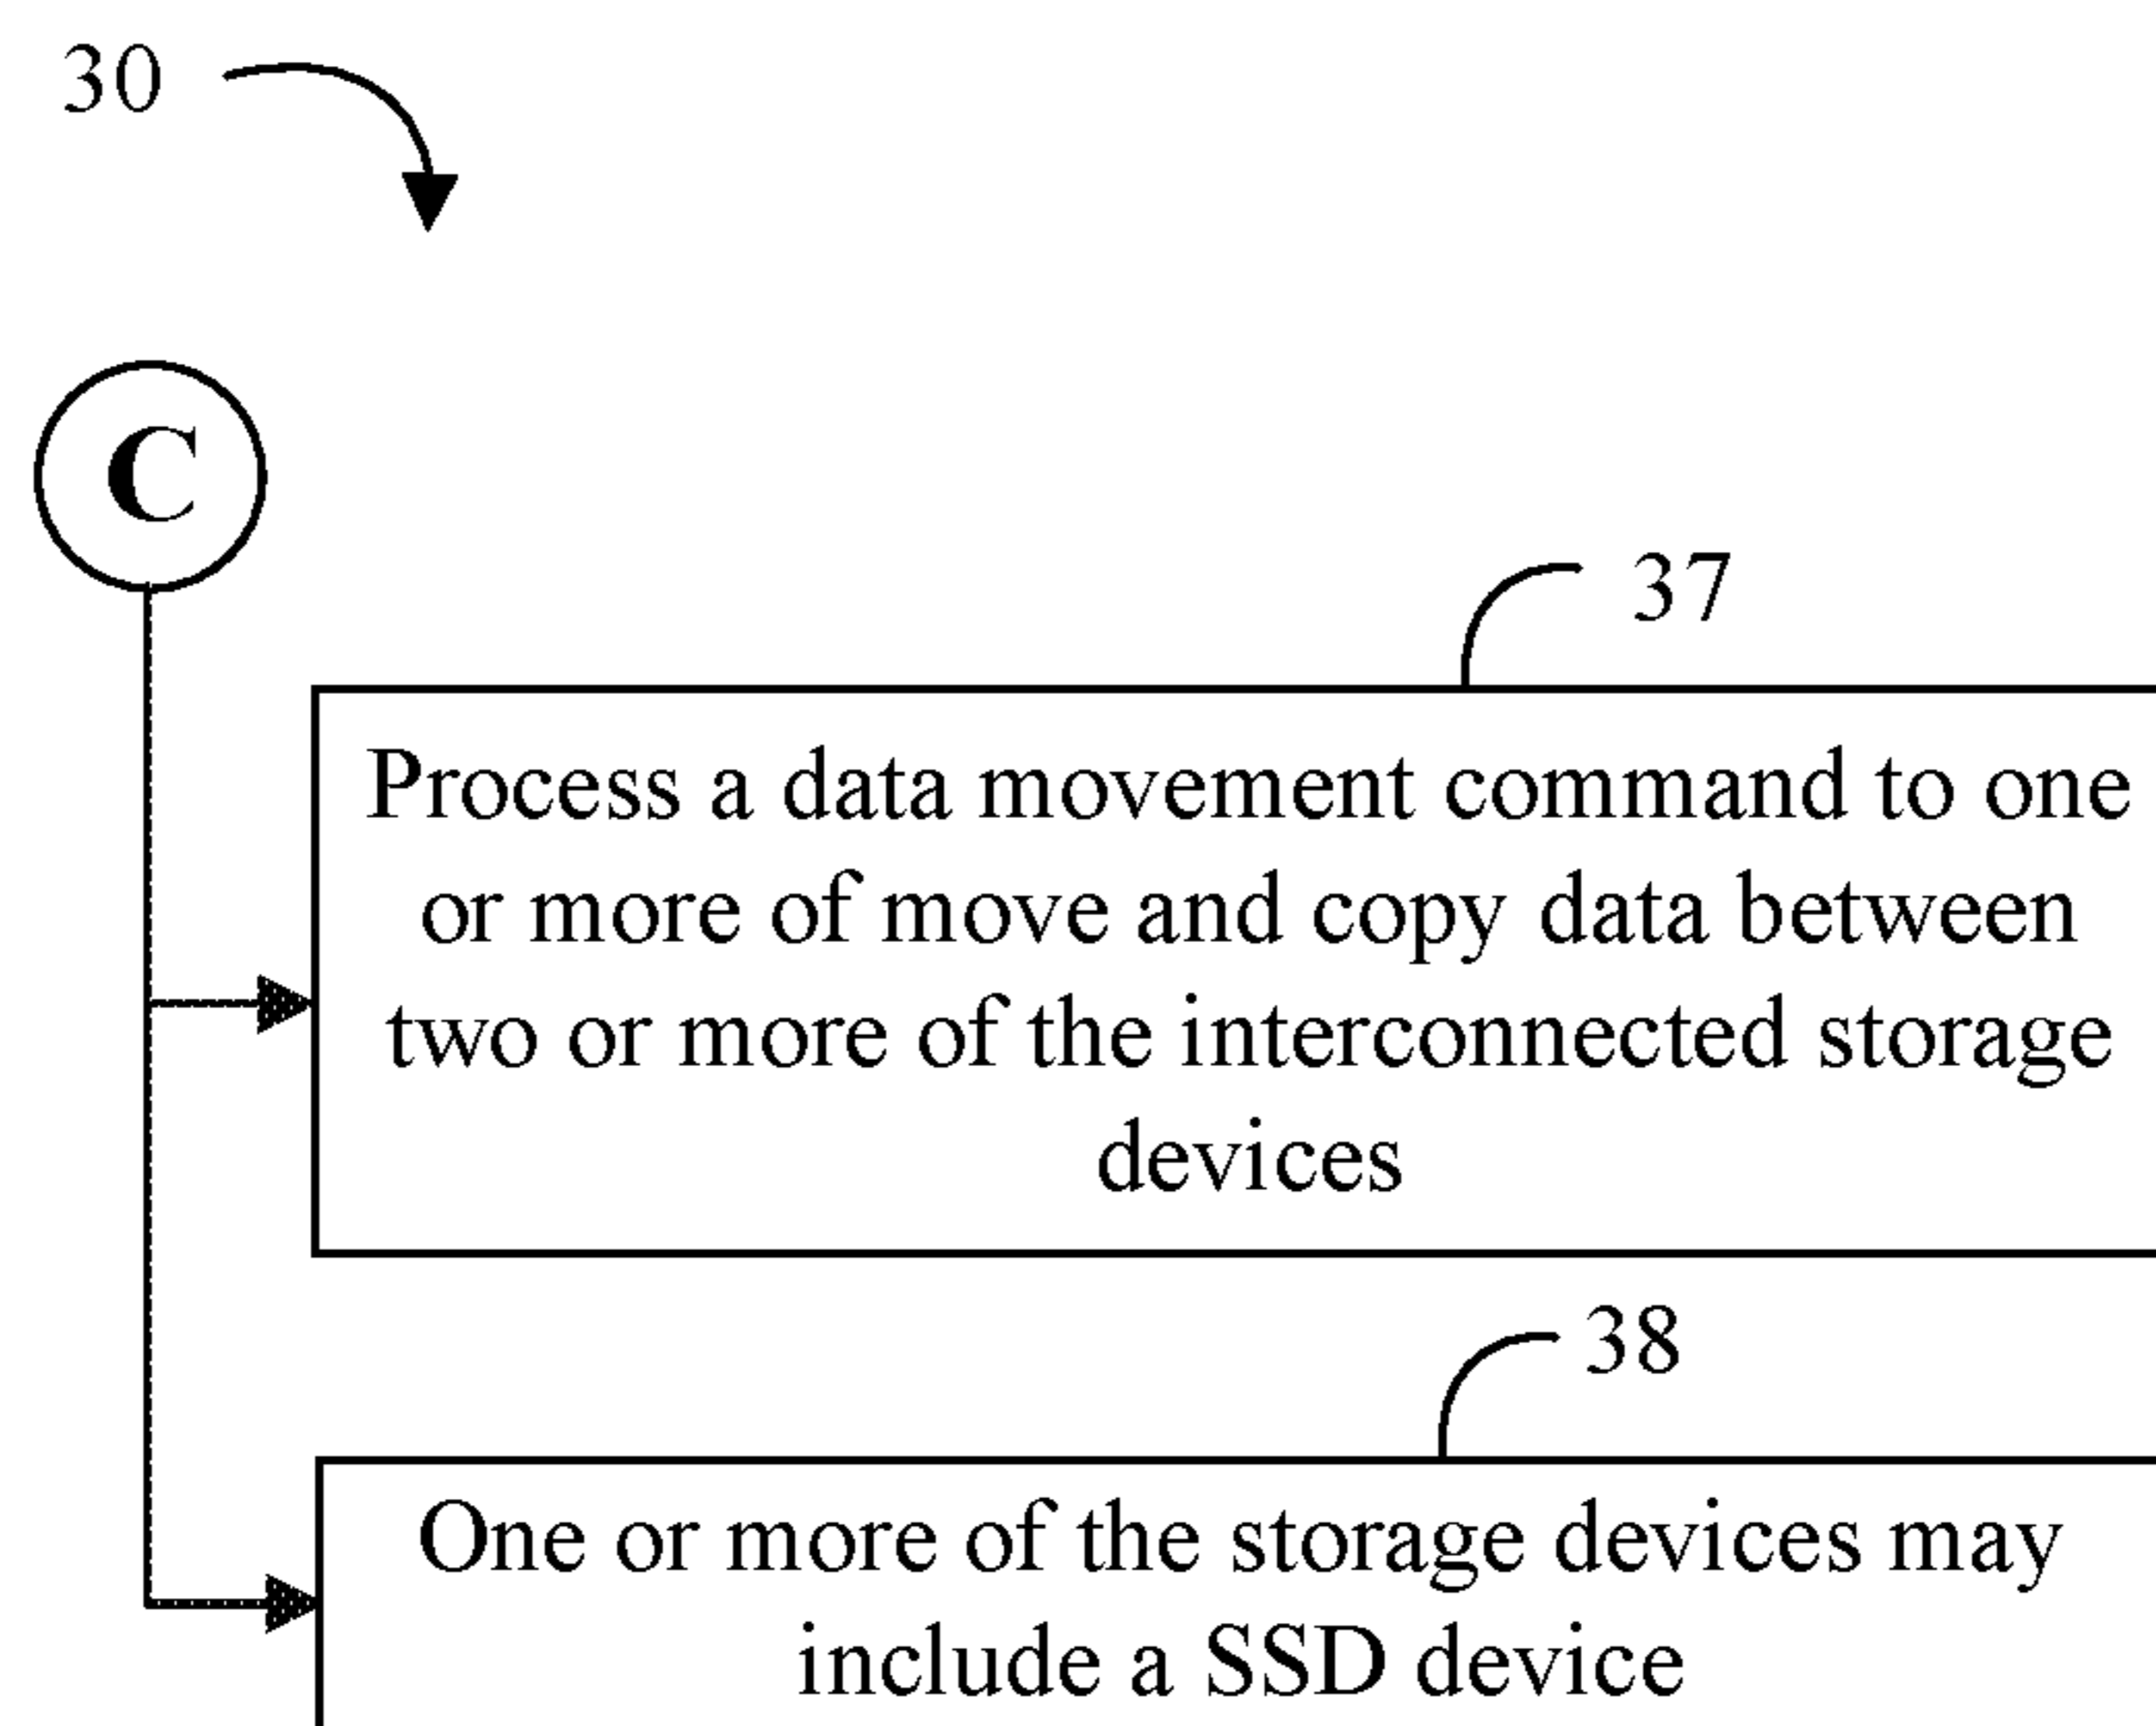 30
C
37
Process a data movement command to one
or more of move and copy data between
two or more of the interconnected storage
devices
38
One or more of the storage devices may
include a SSD device